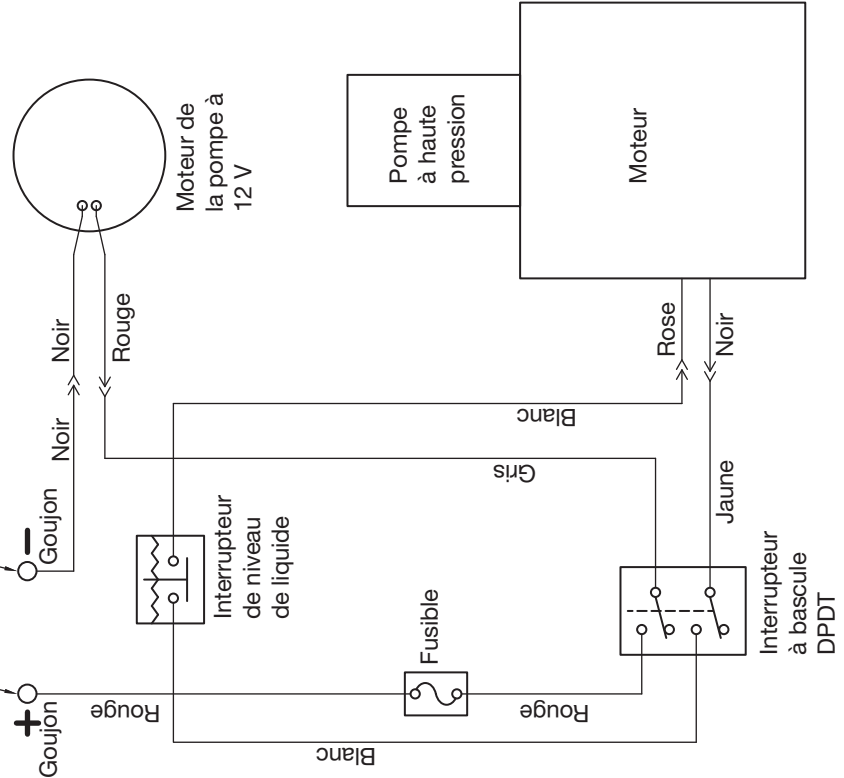 Goujon
+
Goujon
−
Noir
Noir
Rouge
Moteur de
la pompe à
12 V
Pompe
à haute
pression
Moteur
Rouge
Blanc
Interrupteur
de niveau
de liquide
Blanc
Gris
Rose
Noir
Jaune
Fusible
Rouge
Interrupteur
à bascule
DPDT